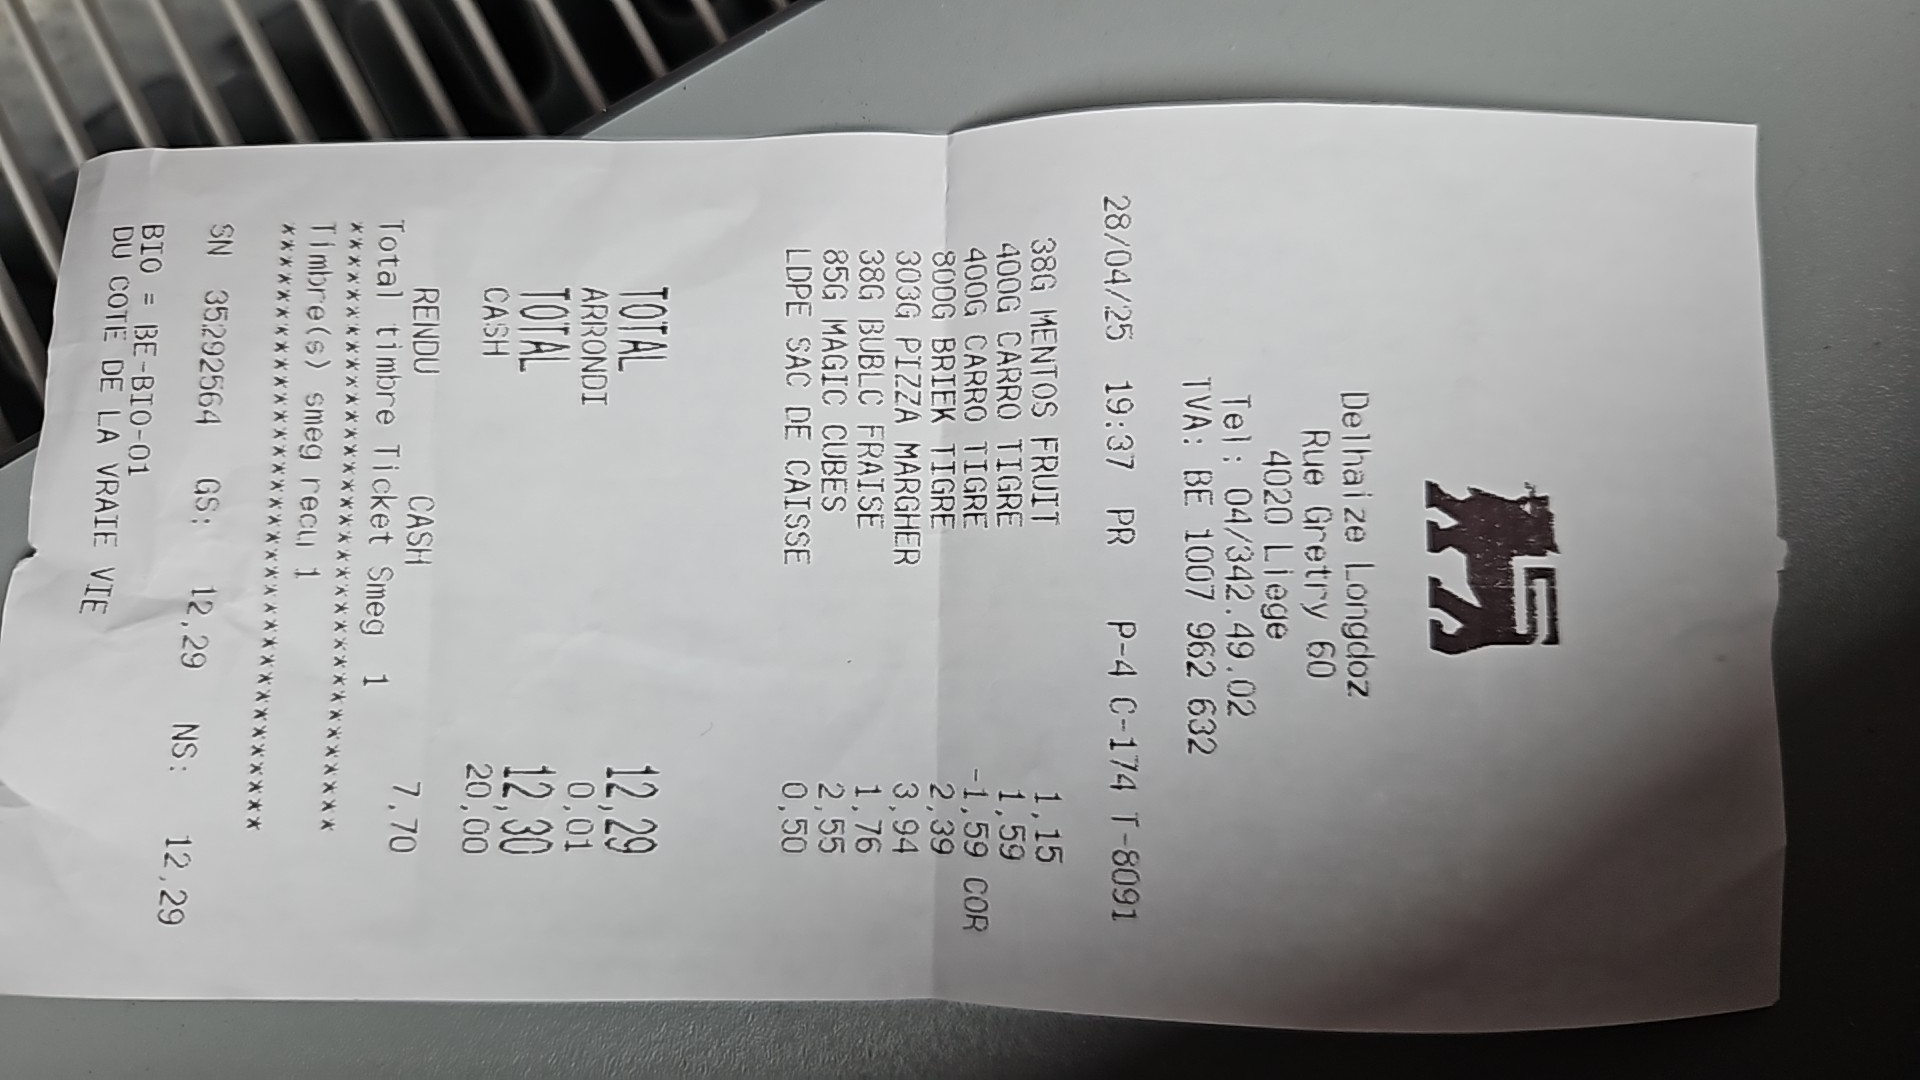 Delhaize Longdoz
Rue Gretry 60
4020 Liege
Tel: 04/342.49.02
TVA: BE 1007 962 632
28/04/25 19:37 PR P-4 C-174 T-8091
38G MENTOS FRUIT 1,15
400G CARRO TIGRE 1,59
400G CARRO TIGRE -1,59 COR
800G BRIEK TIGRE 2,39
303G PIZZA MARGHER 3,94
38G BUBLC FRAISE 1,76
85G MAGIC CUBES 2,55
LDPE SAC DE CAISSE 0,50
TOTAL 12,29
ARRONDI 0,01
TOTAL 12,30
CASH 20,00
RENDU CASH 7,70
Total timbre Ticket Smeg 1
**********************************
Timbre(s) smeg recu 1
**********************************
SN 35292564 GS: 12,29 NS: 12,29
BIO = BE-BIO-01
DU COTE DE LA VRAIE VIE